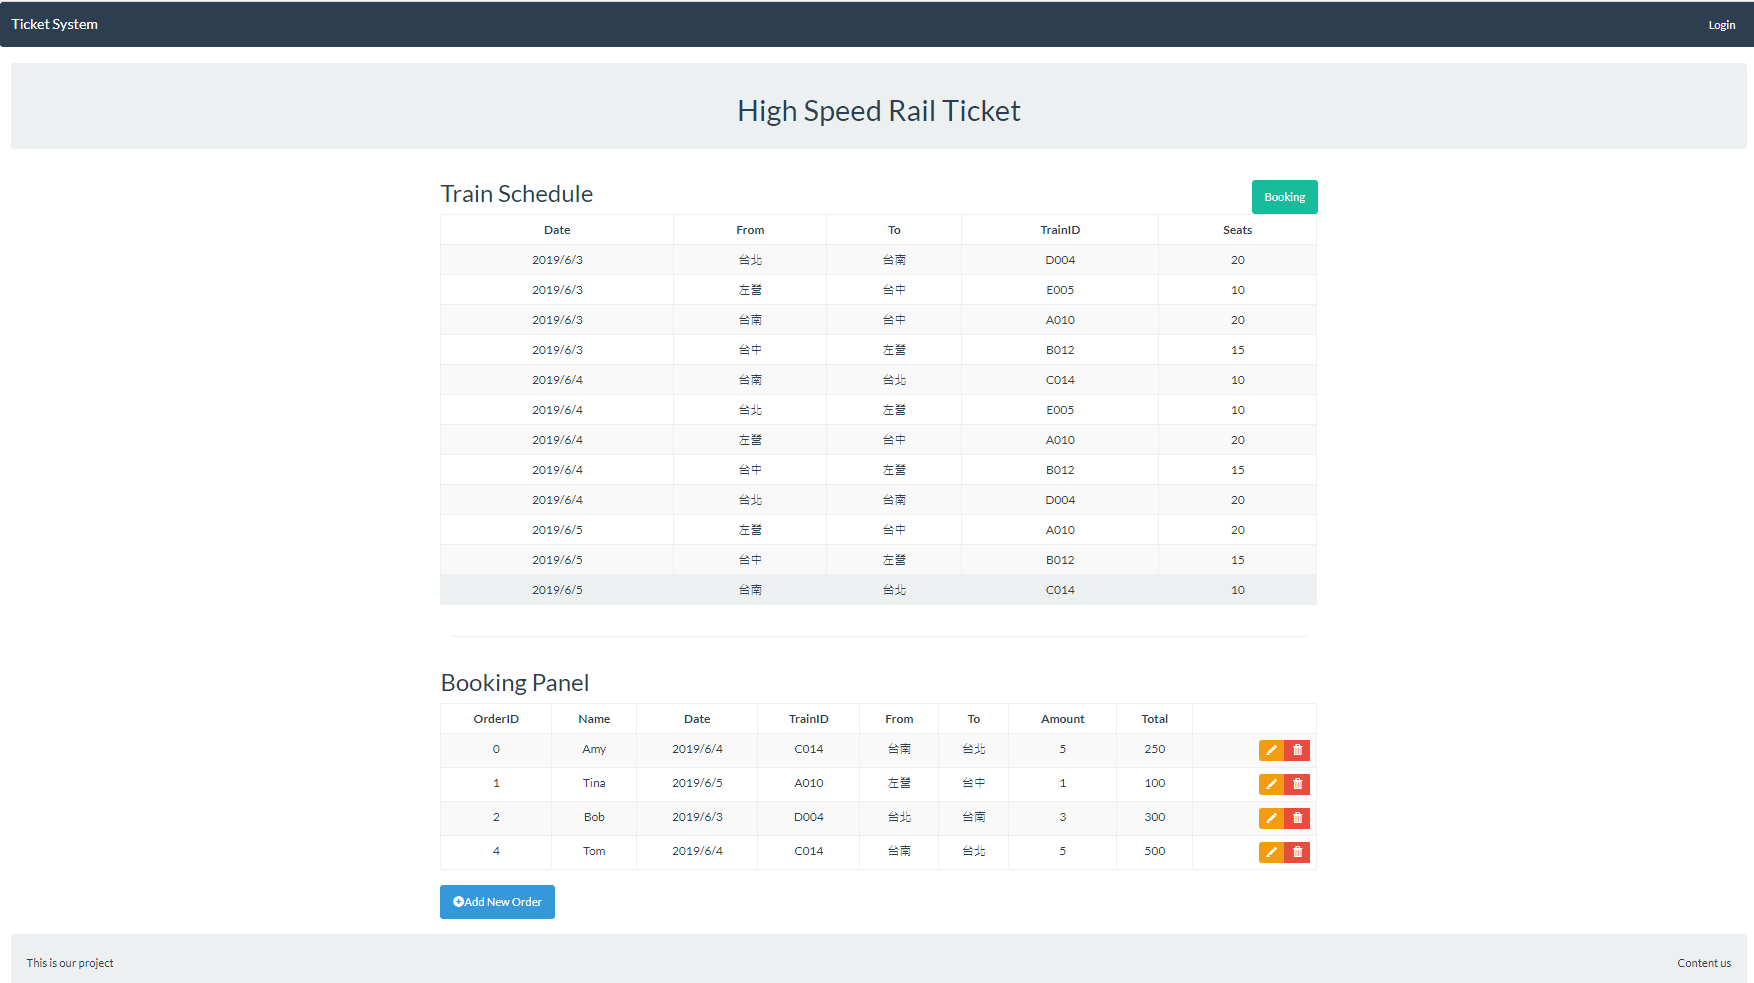 Ticket System Login
High Speed Rail Ticket
Train Schedule Booking
Date From To TrainID Seats
2019/6/3 台北 台南 D004 20
2019/6/3 左營 台中 E005 10
2019/6/3 台南 台中 A010 20
2019/6/3 台中 左營 B012 15
2019/6/4 台南 台北 C014 10
2019/6/4 台北 左營 E005 10
2019/6/4 左營 台中 A010 20
2019/6/4 台中 左營 B012 15
2019/6/4 台北 台南 D004 20
2019/6/5 左營 台中 A010 20
2019/6/5 台中 左營 B012 15
2019/6/5 台南 台北 C014 10
Booking Panel
OrderID Name Date TrainID From To Amount Total
0 Amy 2019/6/4 C014 台南 台北 5 250
1 Tina 2019/6/5 A010 左營 台中 1 100
2 Bob 2019/6/3 D004 台北 台南 3 300
4 Tom 2019/6/4 C014 台南 台北 5 500
Add New Order
This is our project Content us